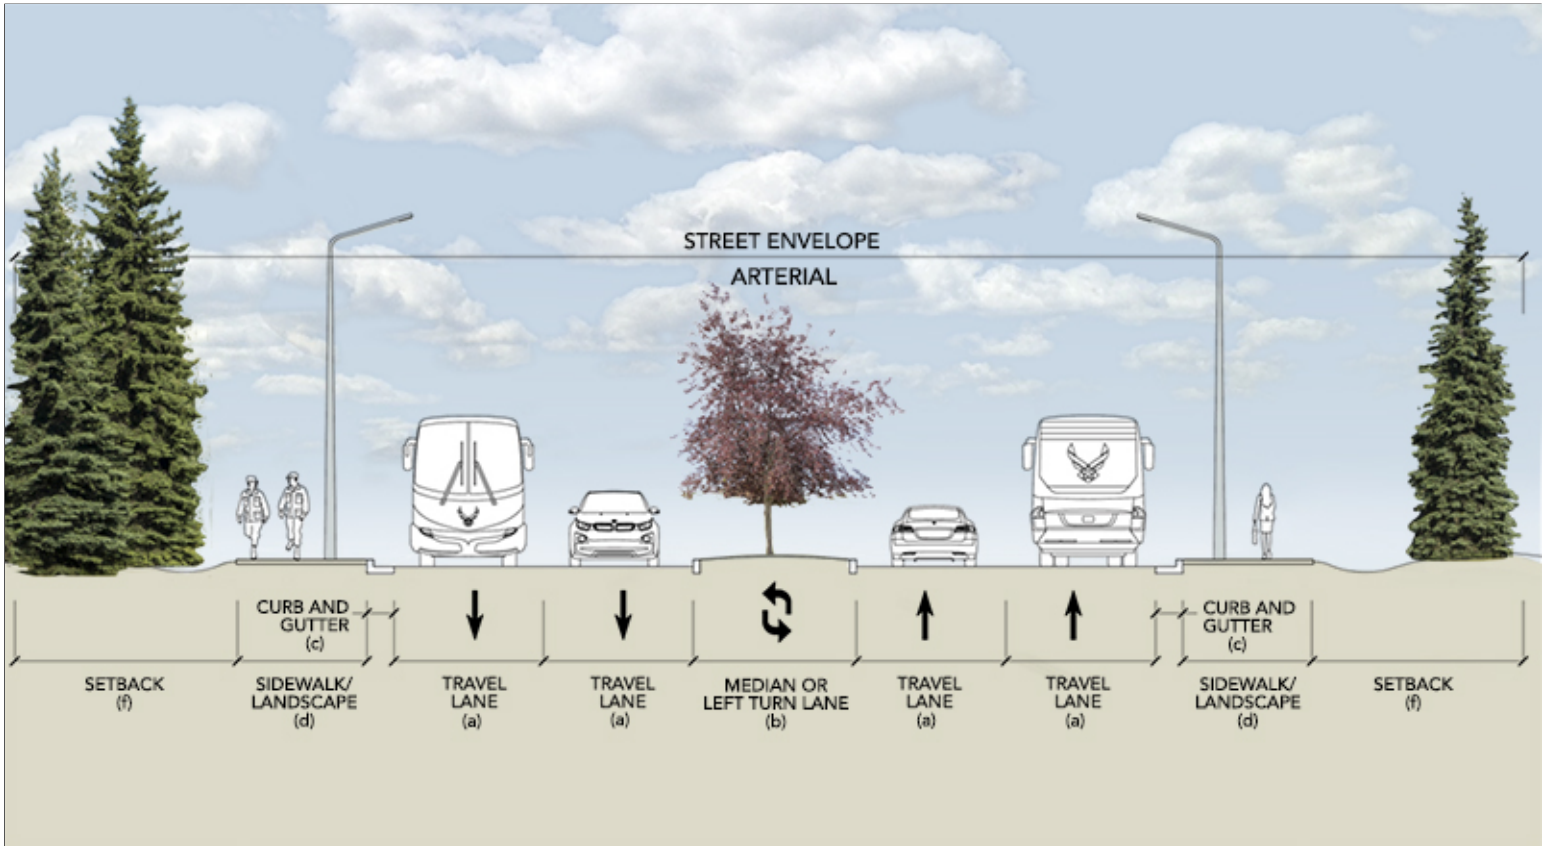 STREET ENVELOPE
ARTERIAL
CURB AND
GUTTER
(c)
CURB AND
GUTTER
(c)
SETBACK
(f)
SIDEWALK/
LANDSCAPE
(d)
TRAVEL
LANE
(a)
TRAVEL
LANE
(a)
MEDIAN OR
LEFT TURN LANE
(b)
TRAVEL
LANE
(a)
TRAVEL
LANE
(a)
SIDEWALK/
LANDSCAPE
(d)
SETBACK
(f)